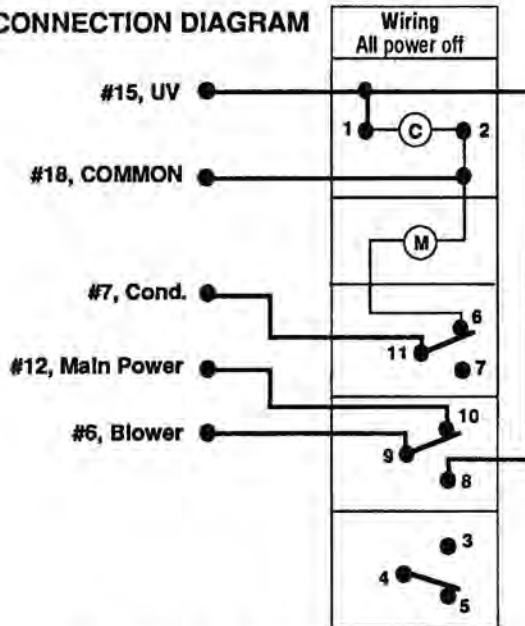 CONNECTION DIAGRAM
Wiring
All power off
#15, UV
1 C 2
#18, COMMON
M
#7, Cond.
6
11
7
#12, Main Power
10
#6, Blower
9
8
3
4
5